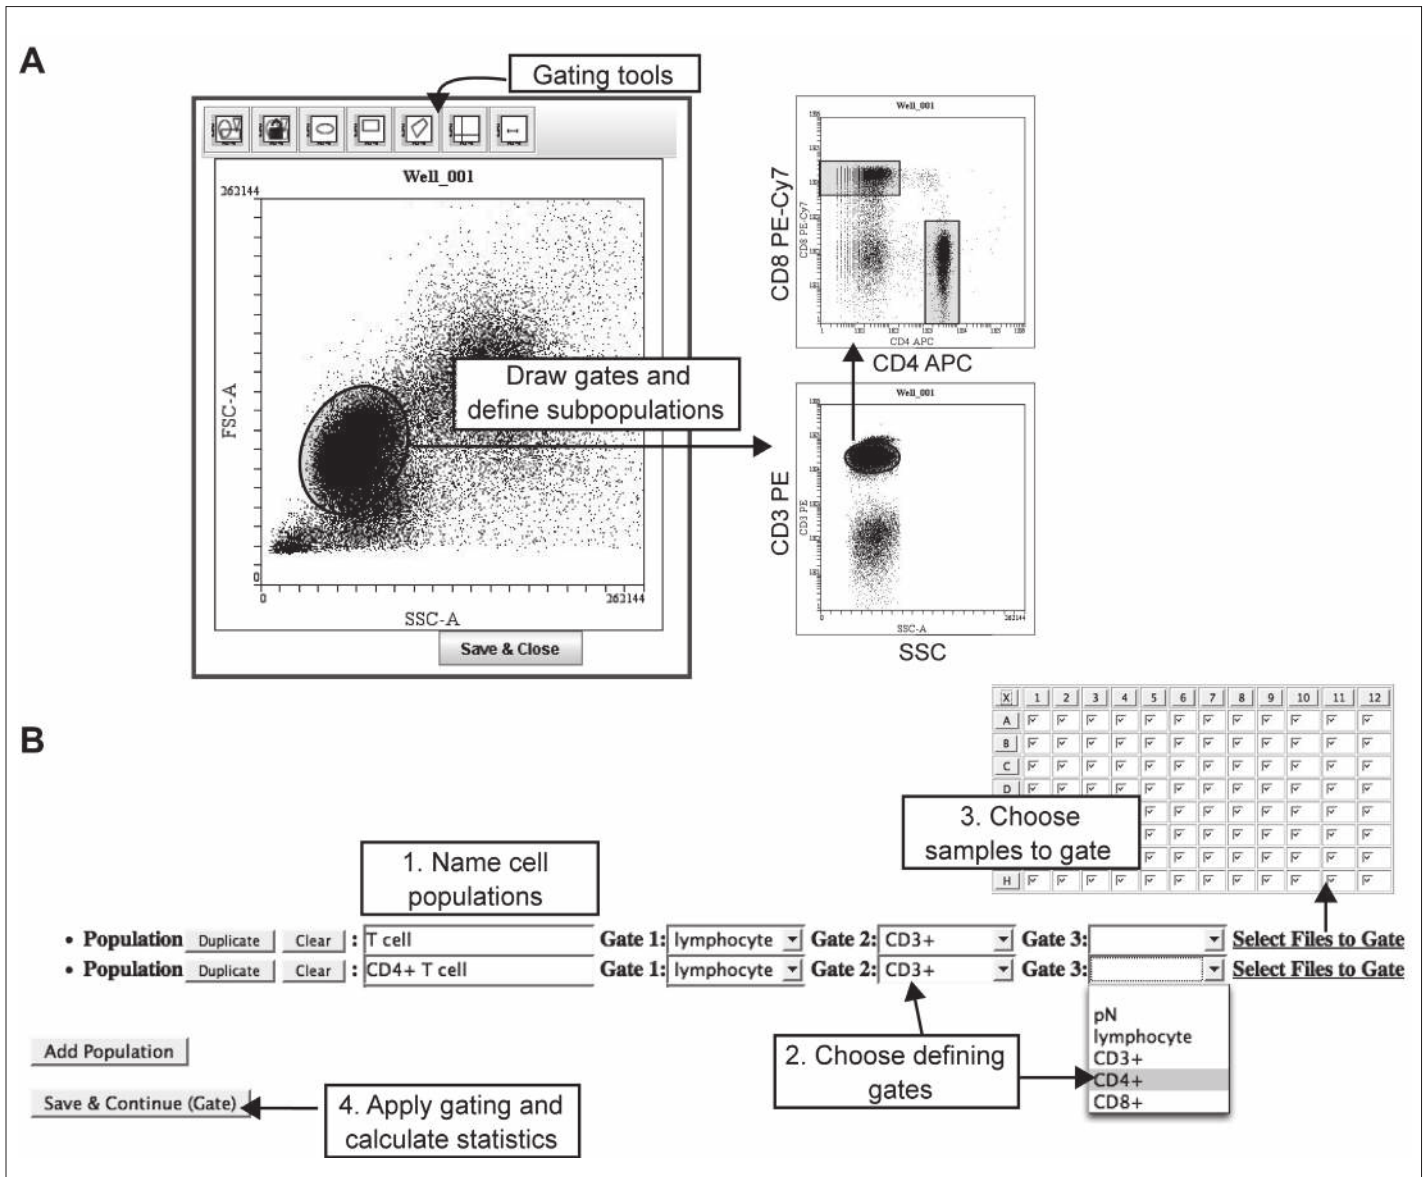 A
Gating tools
Well_001
262144
FSC-A
0
0
262144
SSC-A
Save & Close
Draw gates and
define subpopulations
Well_001
CD8 PE-Cy7
CD8 PE-Cy7
CD4 APC
CD4 APC
Well_001
CD3 PE
CD3 PE
0
262144
SSC-A
SSC
B
X 1 2 3 4 5 6 7 8 9 10 11 12
A
B
C
D
H
3. Choose
samples to gate
1. Name cell
populations
• Population Duplicate Clear : T cell Gate 1: lymphocyte Gate 2: CD3+ Gate 3: Select Files to Gate
• Population Duplicate Clear : CD4+ T cell Gate 1: lymphocyte Gate 2: CD3+ Gate 3: Select Files to Gate
pN
lymphocyte
CD3+
CD4+
CD8+
2. Choose defining
gates
Add Population
Save & Continue (Gate)
4. Apply gating and
calculate statistics